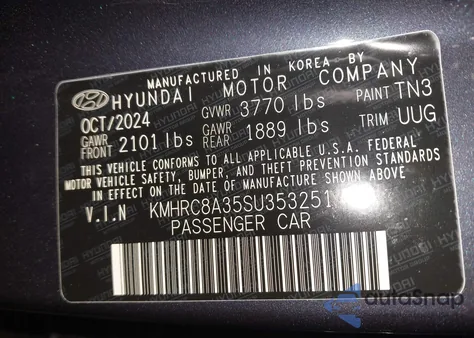 MANUFACTURED IN S.KOREA
HYUNDAI MOTOR COMPANY
OCT/2024 GVWR 3770 lbs PAINT TN3
GAWR FRONT 2101 lbs GAWR REAR 1889 lbs TRIM UUG
THIS VEHICLE CONFORMS TO ALL APPLICABLE U.S.A. FEDERAL
MOTOR VEHICLE SAFETY, BUMPER, AND THEFT PREVENTION
STANDARDS IN EFFECT ON THE DATE OF MANUFACTURE SHOWN ABOVE
V.I.N KMHRC8A35SU353251
PASSENGER CAR
autoSnap